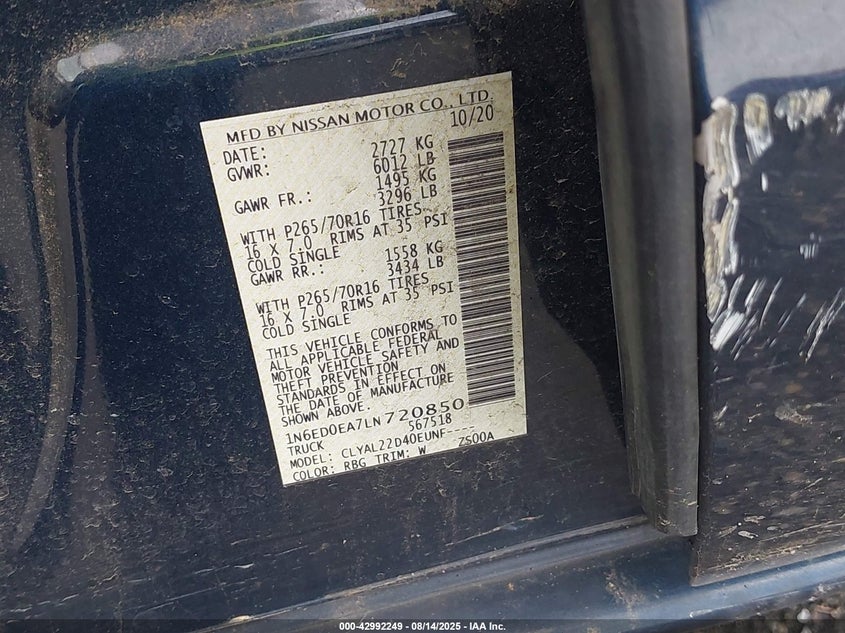 MFD BY NISSAN MOTOR CO., LTD.
DATE: 10/20
GVWR: 2727 KG
6012 LB
GAWR FR.: 1495 KG
3296 LB
WITH P265/70R16 TIRES
16 X 7.0 RIMS AT 35 PSI
COLD SINGLE
GAWR RR.: 1558 KG
3434 LB
WITH P265/70R16 TIRES
16 X 7.0 RIMS AT 35 PSI
COLD SINGLE
THIS VEHICLE CONFORMS TO
ALL APPLICABLE FEDERAL
MOTOR VEHICLE SAFETY AND
THEFT PREVENTION
STANDARDS IN EFFECT ON
THE DATE OF MANUFACTURE
SHOWN ABOVE.
1N6ED0EA7LN720850
TRUCK 567518
MODEL: CLYAL22D40EUNF----
COLOR: RBG TRIM: W ZS00A
000-42992249 - 08/14/2025 - IAA Inc.